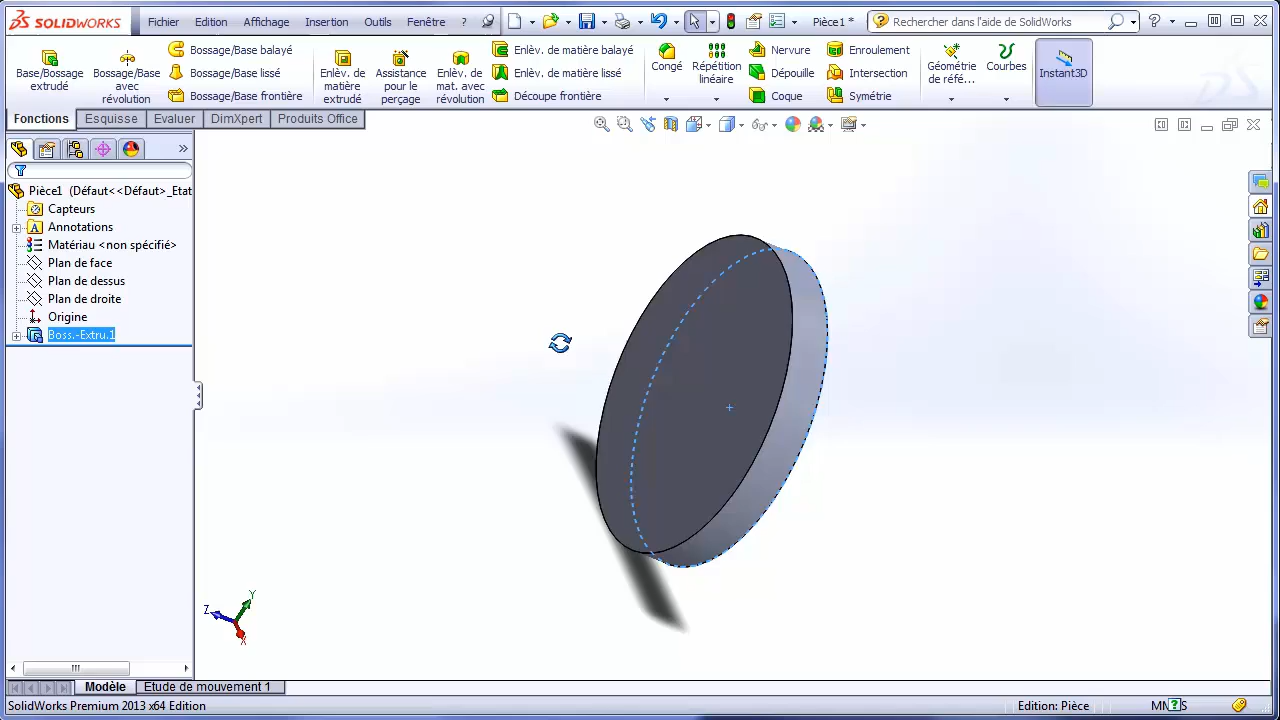 SOLIDWORKS Fichier Edition Affichage Insertion Outils Fenêtre ? Pièce1 * Rechercher dans l'aide de SolidWorks
Base/Bossage extrudé
Bossage/Base avec révolution
Bossage/Base balayé
Bossage/Base lissé
Bossage/Base frontière
Enlèv. de matière extrudé
Assistance pour le perçage
Enlèv. de mat. avec révolution
Enlèv. de matière balayé
Enlèv. de matière lissé
Découpe frontière
Congé
Répétition linéaire
Nervure
Dépouille
Coque
Enroulement
Intersection
Symétrie
Géométrie de réfé...
Courbes
Instant3D
Fonctions Esquisse Evaluer DimXpert Produits Office
Pièce1 (Défaut<<Défaut>_Etat
Capteurs
Annotations
Matériau <non spécifié>
Plan de face
Plan de dessus
Plan de droite
Origine
Boss.-Extru.1
Y
Z
X
Modèle Etude de mouvement 1
SolidWorks Premium 2013 x64 Edition Edition: Pièce